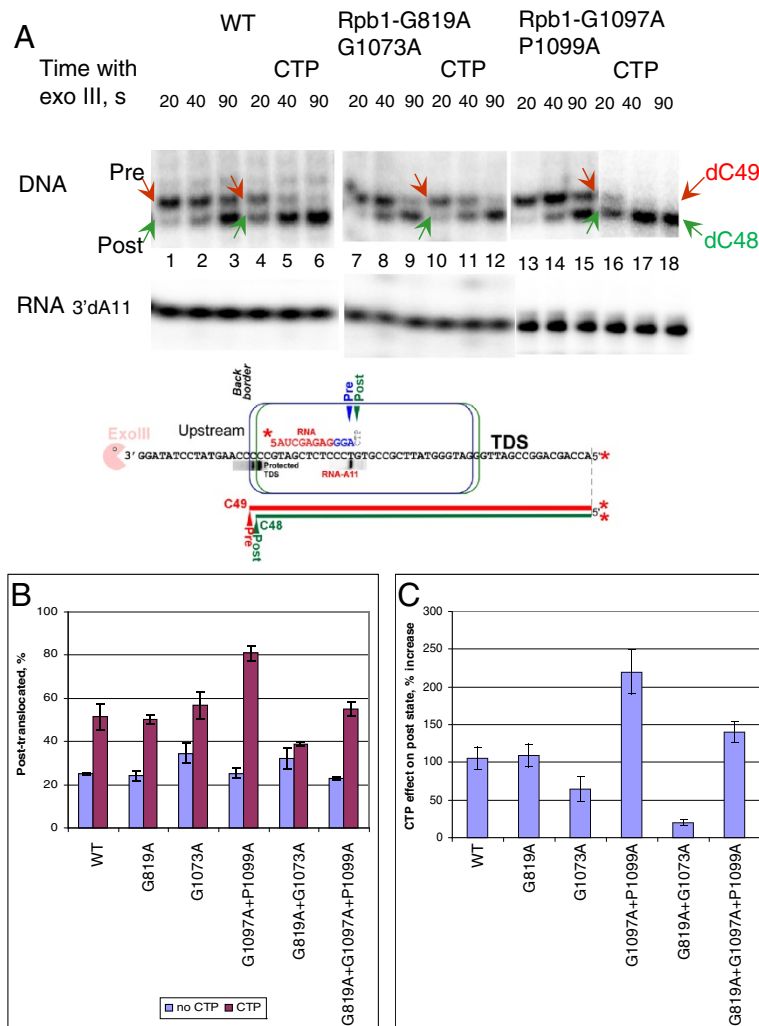 A
WT
Rpb1-G819A
G1073A
Rpb1-G1097A
P1099A
CTP
CTP
CTP
Time with
exo III, s
20 40 90 20 40 90
20 40 90 20 40 90
20 40 90 20 40 90
DNA
Pre
Post
dC49
dC48
1 2 3 4 5 6
7 8 9 10 11 12
13 14 15 16 17 18
RNA 3'dA11
Back
border
Pre
Post
ExoIII
Upstream
*
RNA
5AUCGAGAGGGA
CTP
TDS
3'GGATATCCTATGAACCCCCGTAGCTCTCCCTGTGCCGCTTATGGGTAGGGTTAGCCGGACGACCA5'*
Protected
TDS
RNA-A11
C49
*
5'
C48
*
Pre
Post
B
Post-translocated, %
100
80
60
40
20
0
WT
G819A
G1073A
G1097A+P1099A
G819A+G1073A
G819A+G1097A+P1099A
no CTP
CTP
C
CTP effect on post state, % increase
300
250
200
150
100
50
0
WT
G819A
G1073A
G1097A+P1099A
G819A+G1073A
G819A+G1097A+P1099A